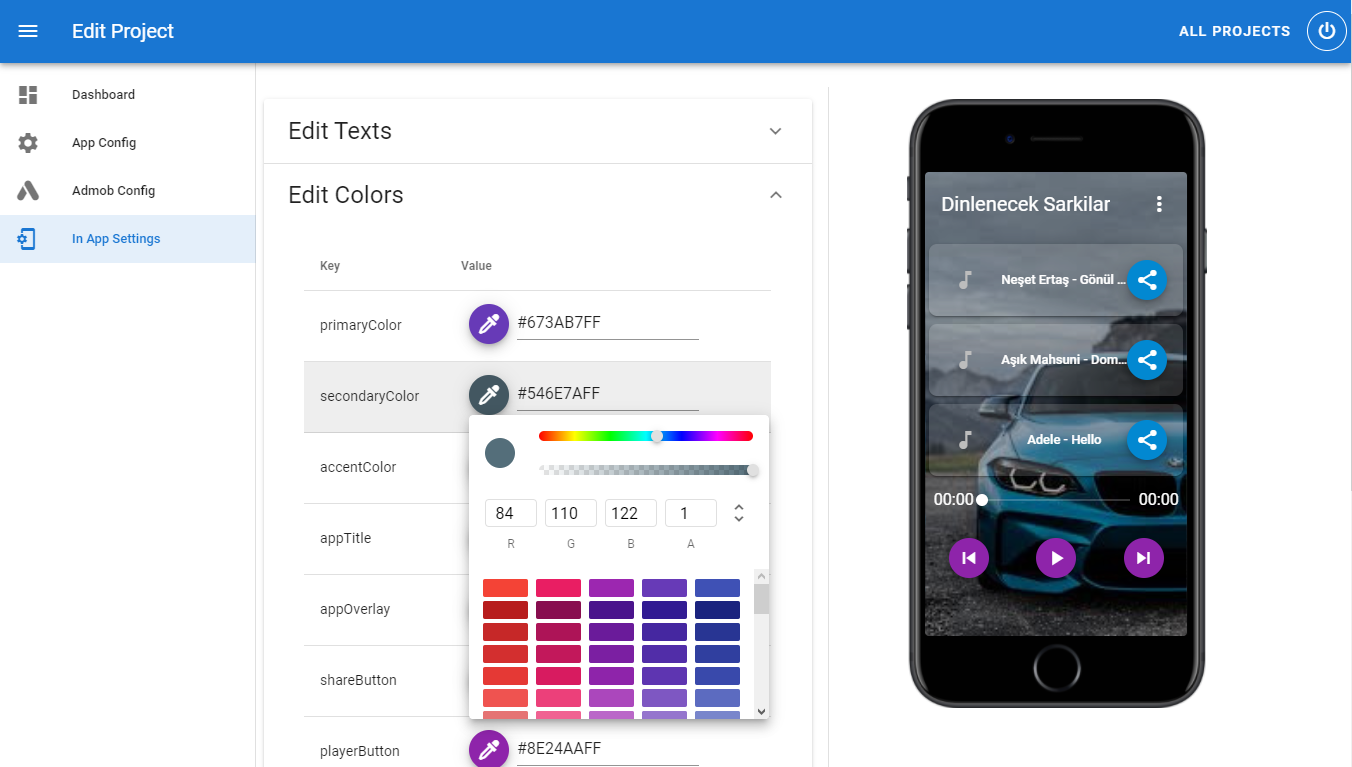 Edit Project
ALL PROJECTS
Dashboard
App Config
Admob Config
In App Settings
Edit Texts
Edit Colors
Key Value
primaryColor #673AB7FF
secondaryColor #546E7AFF
accentColor
appTitle
appOverlay
shareButton
playerButton #8E24AAFF
84 110 122 1
R G B A
Dinlenecek Sarkilar
Neşet Ertaş - Gönül ...
Aşık Mahsuni - Dom...
Adele - Hello
00:00 00:00